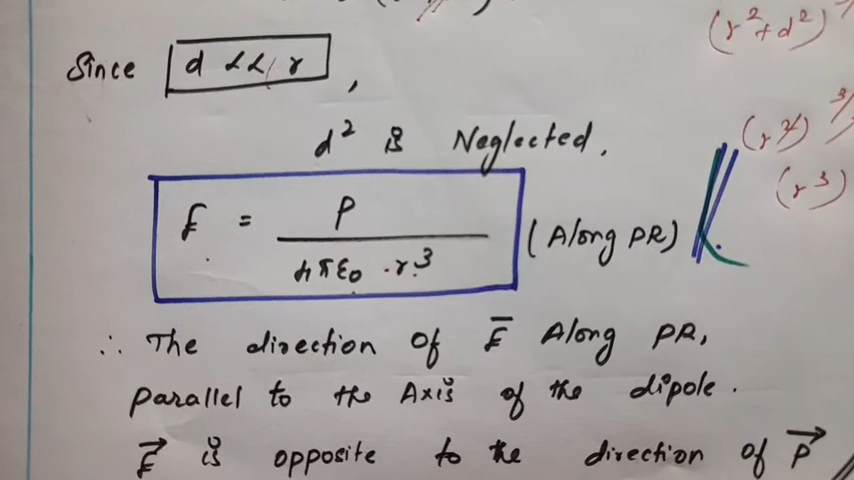 (r²+d²)
Since d << r ,
d² is Neglected.
(r²) 3/
(r³)
E = P / 4πε₀ · r³ (Along PR)
∴ The direction of E̅ Along PR,
parallel to the Axis of the dipole.
E⃗ is opposite to the direction of P⃗